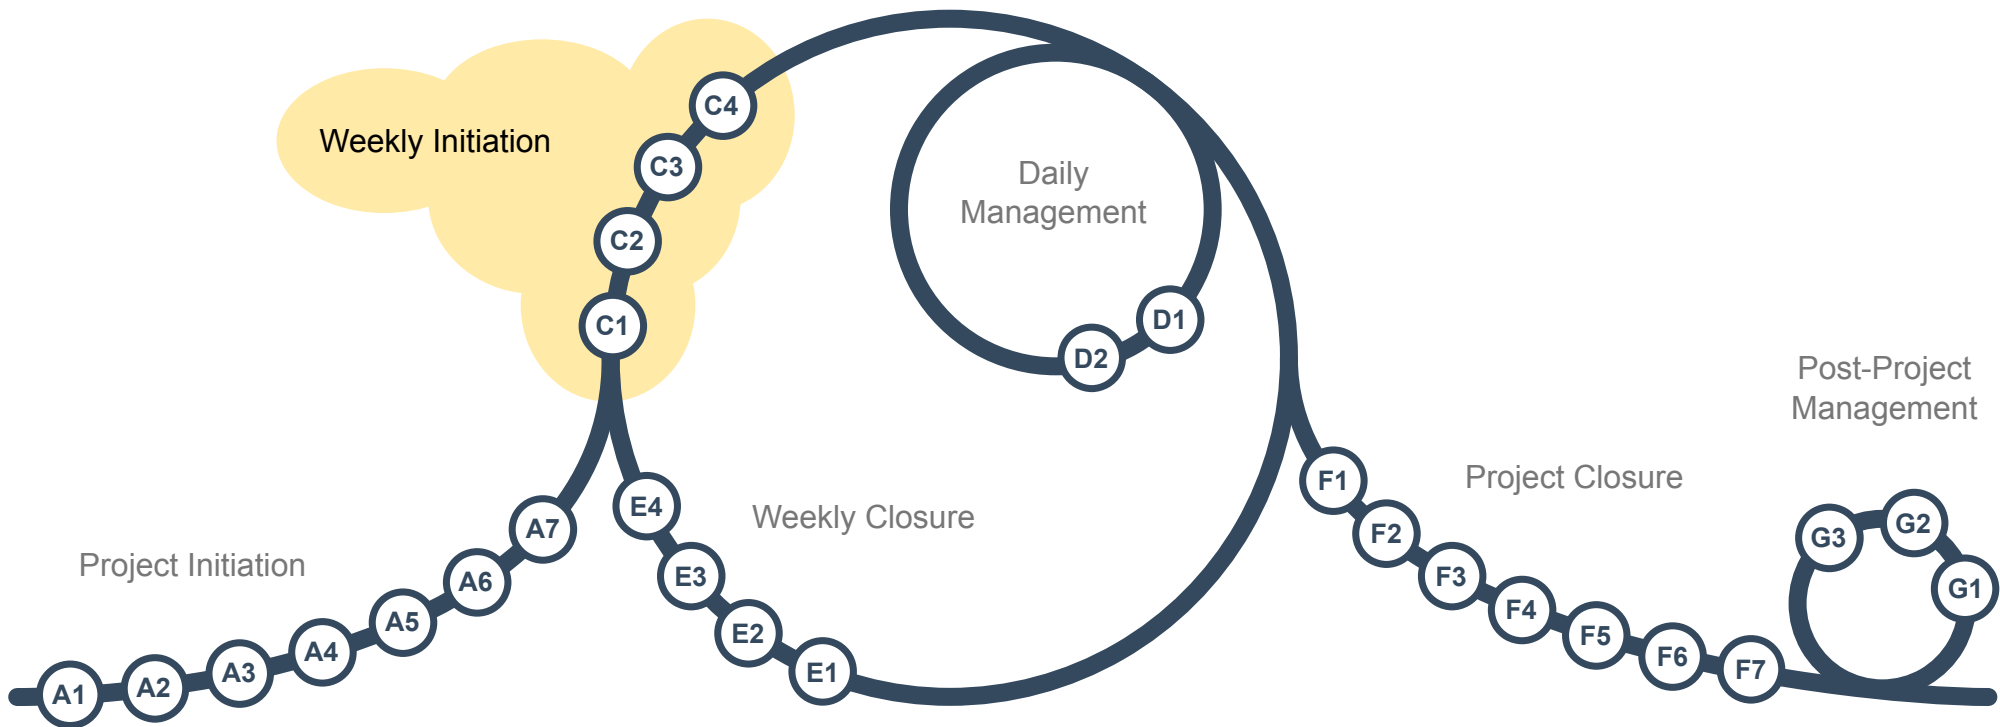 Weekly Initiation
C4
C3
C2
C1
Daily
Management
D1
D2
Project Initiation
A1
A2
A3
A4
A5
A6
A7
Weekly Closure
E4
E3
E2
E1
Project Closure
F1
F2
F3
F4
F5
F6
F7
Post-Project
Management
G3
G2
G1